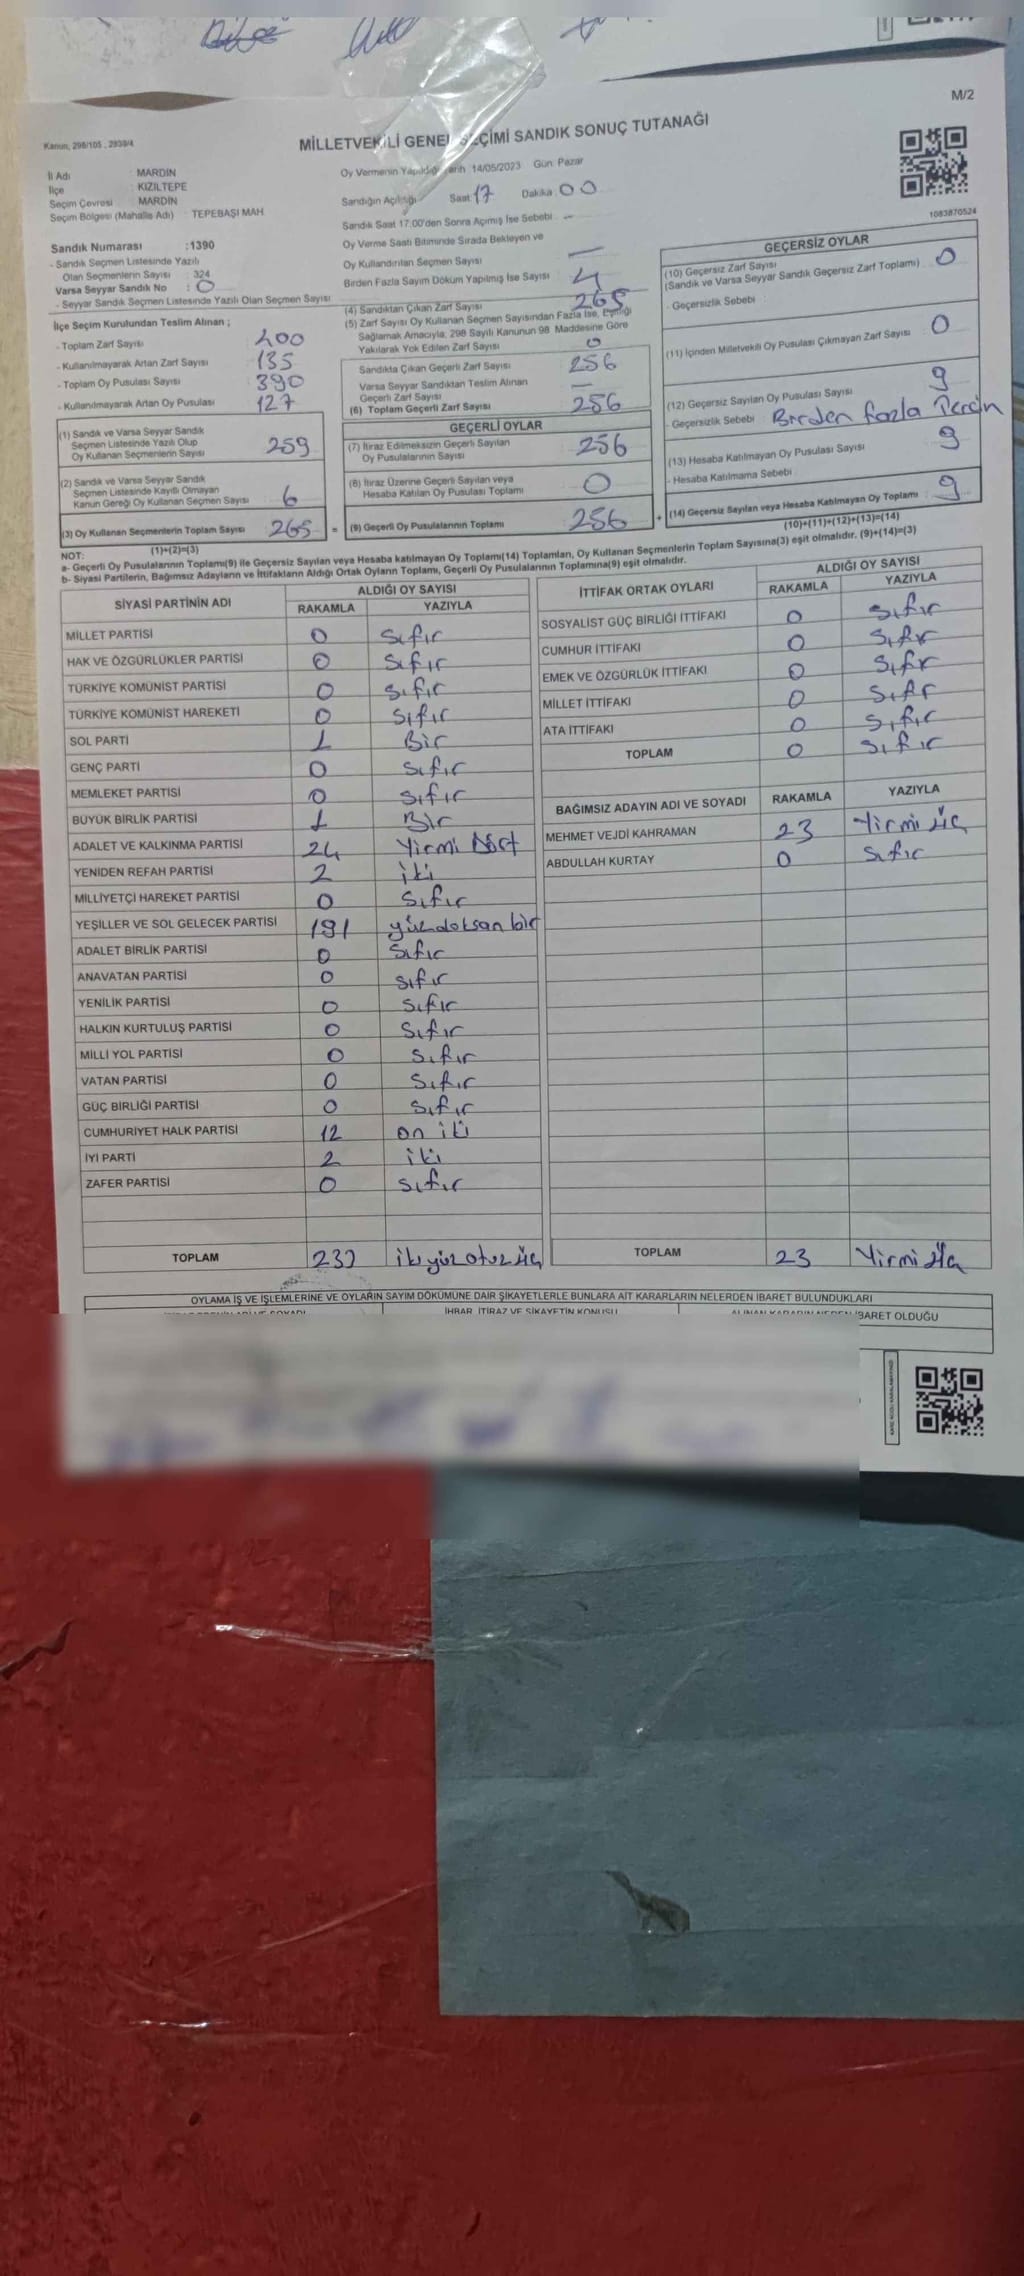 M/2
Kanun, 298/105 , 2839/4
MİLLETVEKİLİ GENEL SEÇİMİ SANDIK SONUÇ TUTANAĞI
İl Adı : MARDİN
İlçe : KIZILTEPE
Seçim Çevresi : MARDİN
Seçim Bölgesi (Mahalle Adı) : TEPEBAŞI MAH
Sandık Numarası :1390
- Sandık Seçmen Listesinde Yazılı
Olan Seçmenlerin Sayısı : 324
Varsa Seyyar Sandık No : 0
- Seyyar Sandık Seçmen Listesinde Yazılı Olan Seçmen Sayısı
Oy Vermenin Yapıldığı Tarih :14/05/2023 Gün: Pazar
Sandığın Açıldığı Saat: 17 Dakika: 00
Sandık Saat 17:00'den Sonra Açımış İse Sebebi: -
Oy Verme Saati Bitiminde Sırada Bekleyen ve
Oy Kullandırılan Seçmen Sayısı —
Birden Fazla Sayım Döküm Yapılmış İse Sayısı 4
1083870524
İlçe Seçim Kurulundan Teslim Alınan ;
- Toplam Zarf Sayısı : 400
- Kullanılmayarak Artan Zarf Sayısı : 135
- Toplam Oy Pusulası Sayısı : 390
- Kullanılmayarak Artan Oy Pusulası : 127
(4) Sandıktan Çıkan Zarf Sayısı 265
(5) Zarf Sayısı Oy Kullanan Seçmen Sayısından Fazla İse, Eşitliği
Sağlamak Amacıyla; 298 Sayılı Kanunun 98 Maddesine Göre
Yakılarak Yok Edilen Zarf Sayısı 0
Sandıkta Çıkan Geçerli Zarf Sayısı 256
Varsa Seyyar Sandıktan Teslim Alınan
Geçerli Zarf Sayısı —
(6) Toplam Geçerli Zarf Sayısı 256
GEÇERSİZ OYLAR
(10) Geçersiz Zarf Sayısı
(Sandık ve Varsa Seyyar Sandık Geçersiz Zarf Toplamı) : 0
- Geçersizlik Sebebi :
(11) İçinden Milletvekili Oy Pusulası Çıkmayan Zarf Sayısı : 0
(12) Geçersiz Sayılan Oy Pusulası Sayısı : 9
- Geçersizlik Sebebi Birden fazla
(13) Hesaba Katılmayan Oy Pusulası Sayısı : 9
- Hesaba Katılmama Sebebi :
(14) Geçersiz Sayılan veya Hesaba Katılmayan Oy Toplamı : 9
(10)+(11)+(12)+(13)=(14)
(1) Sandık ve Varsa Seyyar Sandık
Seçmen Listesinde Yazılı Olup
Oy Kullanan Seçmenlerin Sayısı 259
(2) Sandık ve Varsa Seyyar Sandık
Seçmen Listesinde Kayıtlı Olmayan
Kanun Gereği Oy Kullanan Seçmen Sayısı 6
(3) Oy Kullanan Seçmenlerin Toplam Sayısı 265
(1)+(2)=(3)
GEÇERLİ OYLAR
(7) İtiraz Edilmeksizin Geçerli Sayılan
Oy Pusulalarının Sayısı 256
(8) İtiraz Üzerine Geçerli Sayılan veya
Hesaba Katılan Oy Pusulası Toplamı 0
= (9) Geçerli Oy Pusulalarının Toplamı 256 +
NOT:
a- Geçerli Oy Pusulalarının Toplamı(9) ile Geçersiz Sayılan veya Hesaba katılmayan Oy Toplamı(14) Toplamları, Oy Kullanan Seçmenlerin Toplam Sayısına(3) eşit olmalıdır. (9)+(14)=(3)
b- Siyasi Partilerin, Bağımsız Adayların ve İttifakların Aldığı Ortak Oyların Toplamı, Geçerli Oy Pusulalarının Toplamına(9) eşit olmalıdır.
SİYASİ PARTİNİN ADI ALDIĞI OY SAYISI
RAKAMLA YAZIYLA
MİLLET PARTİSİ 0 sıfır
HAK VE ÖZGÜRLÜKLER PARTİSİ 0 sıfır
TÜRKİYE KOMÜNİST PARTİSİ 0 sıfır
TÜRKİYE KOMÜNİST HAREKETİ 0 sıfır
SOL PARTİ 1 Bir
GENÇ PARTİ 0 sıfır
MEMLEKET PARTİSİ 0 sıfır
BÜYÜK BİRLİK PARTİSİ 1 Bir
ADALET VE KALKINMA PARTİSİ 24 Yirmi Dört
YENİDEN REFAH PARTİSİ 2 iki
MİLLİYETÇİ HAREKET PARTİSİ 0 sıfır
YEŞİLLER VE SOL GELECEK PARTİSİ 191 yüzdoksan bir
ADALET BİRLİK PARTİSİ 0 sıfır
ANAVATAN PARTİSİ 0 sıfır
YENİLİK PARTİSİ 0 sıfır
HALKIN KURTULUŞ PARTİSİ 0 sıfır
MİLLİ YOL PARTİSİ 0 sıfır
VATAN PARTİSİ 0 sıfır
GÜÇ BİRLİĞİ PARTİSİ 0 sıfır
CUMHURİYET HALK PARTİSİ 12 on iki
İYİ PARTİ 2 iki
ZAFER PARTİSİ 0 sıfır
TOPLAM 233 ikiyüzotuzüç
İTTİFAK ORTAK OYLARI ALDIĞI OY SAYISI
RAKAMLA YAZIYLA
SOSYALİST GÜÇ BİRLİĞİ İTTİFAKI 0 sıfır
CUMHUR İTTİFAKI 0 sıfır
EMEK VE ÖZGÜRLÜK İTTİFAKI 0 sıfır
MİLLET İTTİFAKI 0 sıfır
ATA İTTİFAKI 0 sıfır
TOPLAM 0 sıfır
BAĞIMSIZ ADAYIN ADI VE SOYADI RAKAMLA YAZIYLA
MEHMET VEJDİ KAHRAMAN 23 Yirmi üç
ABDULLAH KURTAY 0 sıfır
TOPLAM 23 Yirmi üç
OYLAMA İŞ VE İŞLEMLERİNE VE OYLARIN SAYIM DÖKÜMÜNE DAİR ŞİKAYETLERLE BUNLARA AİT KARARLARIN NELERDEN İBARET BULUNDUKLARI
İHBAR, İTİRAZ VE ŞİKAYETİN KONUSU
İBARET OLDUĞU